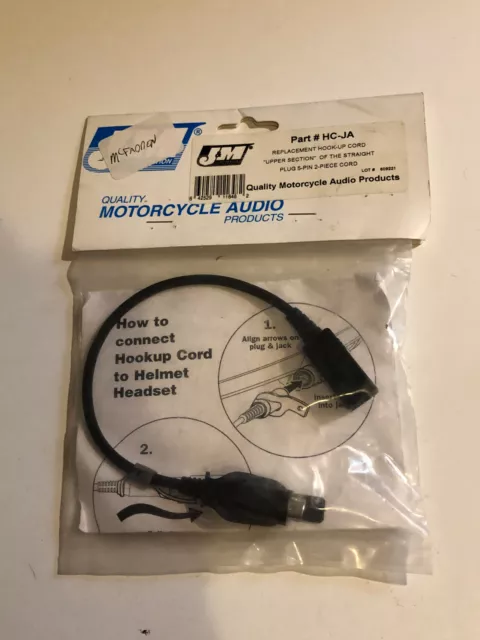 McFADDEN
Part # HC-JA
REPLACEMENT HOOK-UP CORD
"UPPER SECTION" OF THE STRAIGHT
PLUG 5-PIN 2-PIECE CORD
J&M
Quality Motorcycle Audio Products
QUALITY
MOTORCYCLE AUDIO
PRODUCTS
How to
connect
Hookup Cord
to Helmet
Headset
1.
Align arrows on
plug & jack
2.